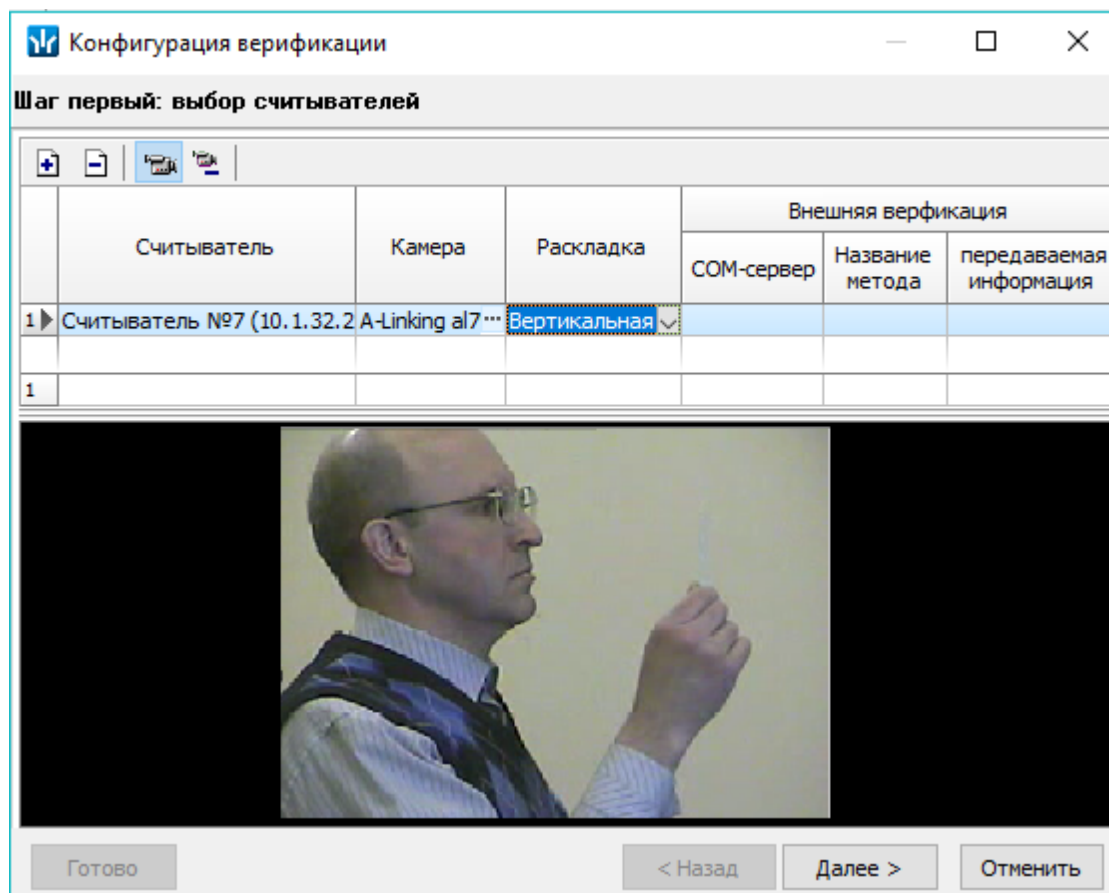 Конфигурация верификации
Шаг первый: выбор считывателей
Считыватель
Камера
Раскладка
Внешняя верфикация
COM-сервер
Название
метода
передаваемая
информация
1 Считыватель №7 (10.1.32.2 A-Linking al7 ... Вертикальная
1
Готово
< Назад
Далее >
Отменить